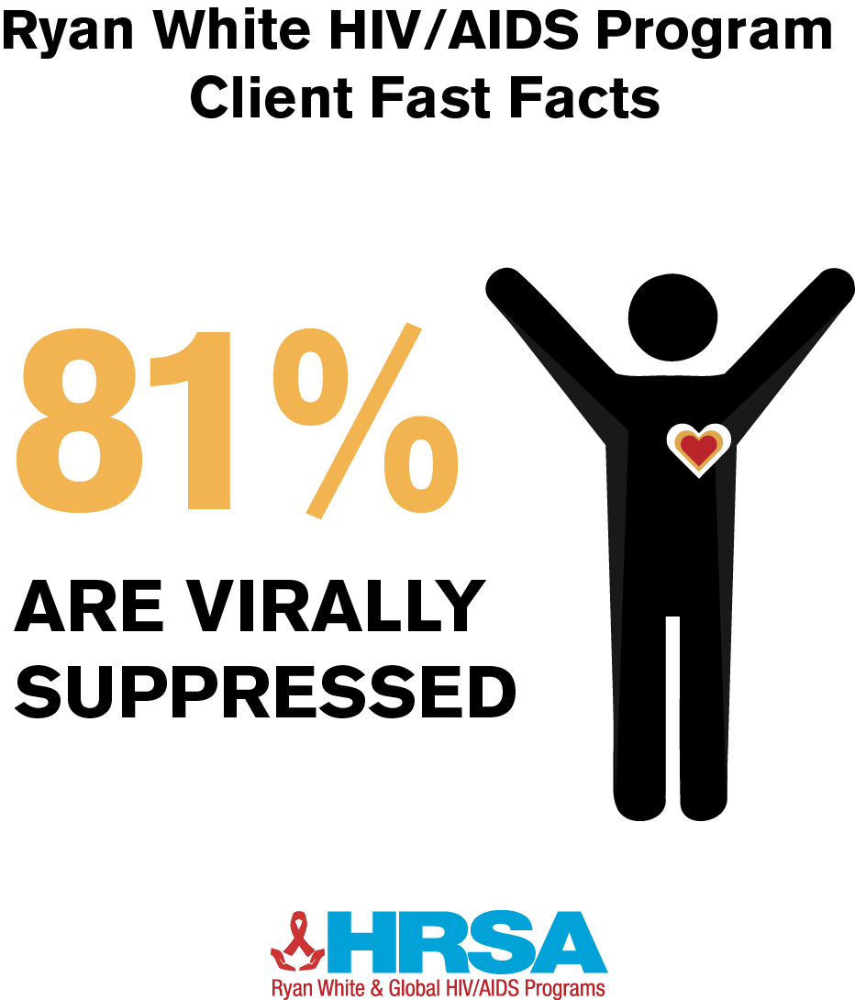 Ryan White HIV/AIDS Program
Client Fast Facts
81%
ARE VIRALLY
SUPPRESSED
HRSA
Ryan White & Global HIV/AIDS Programs